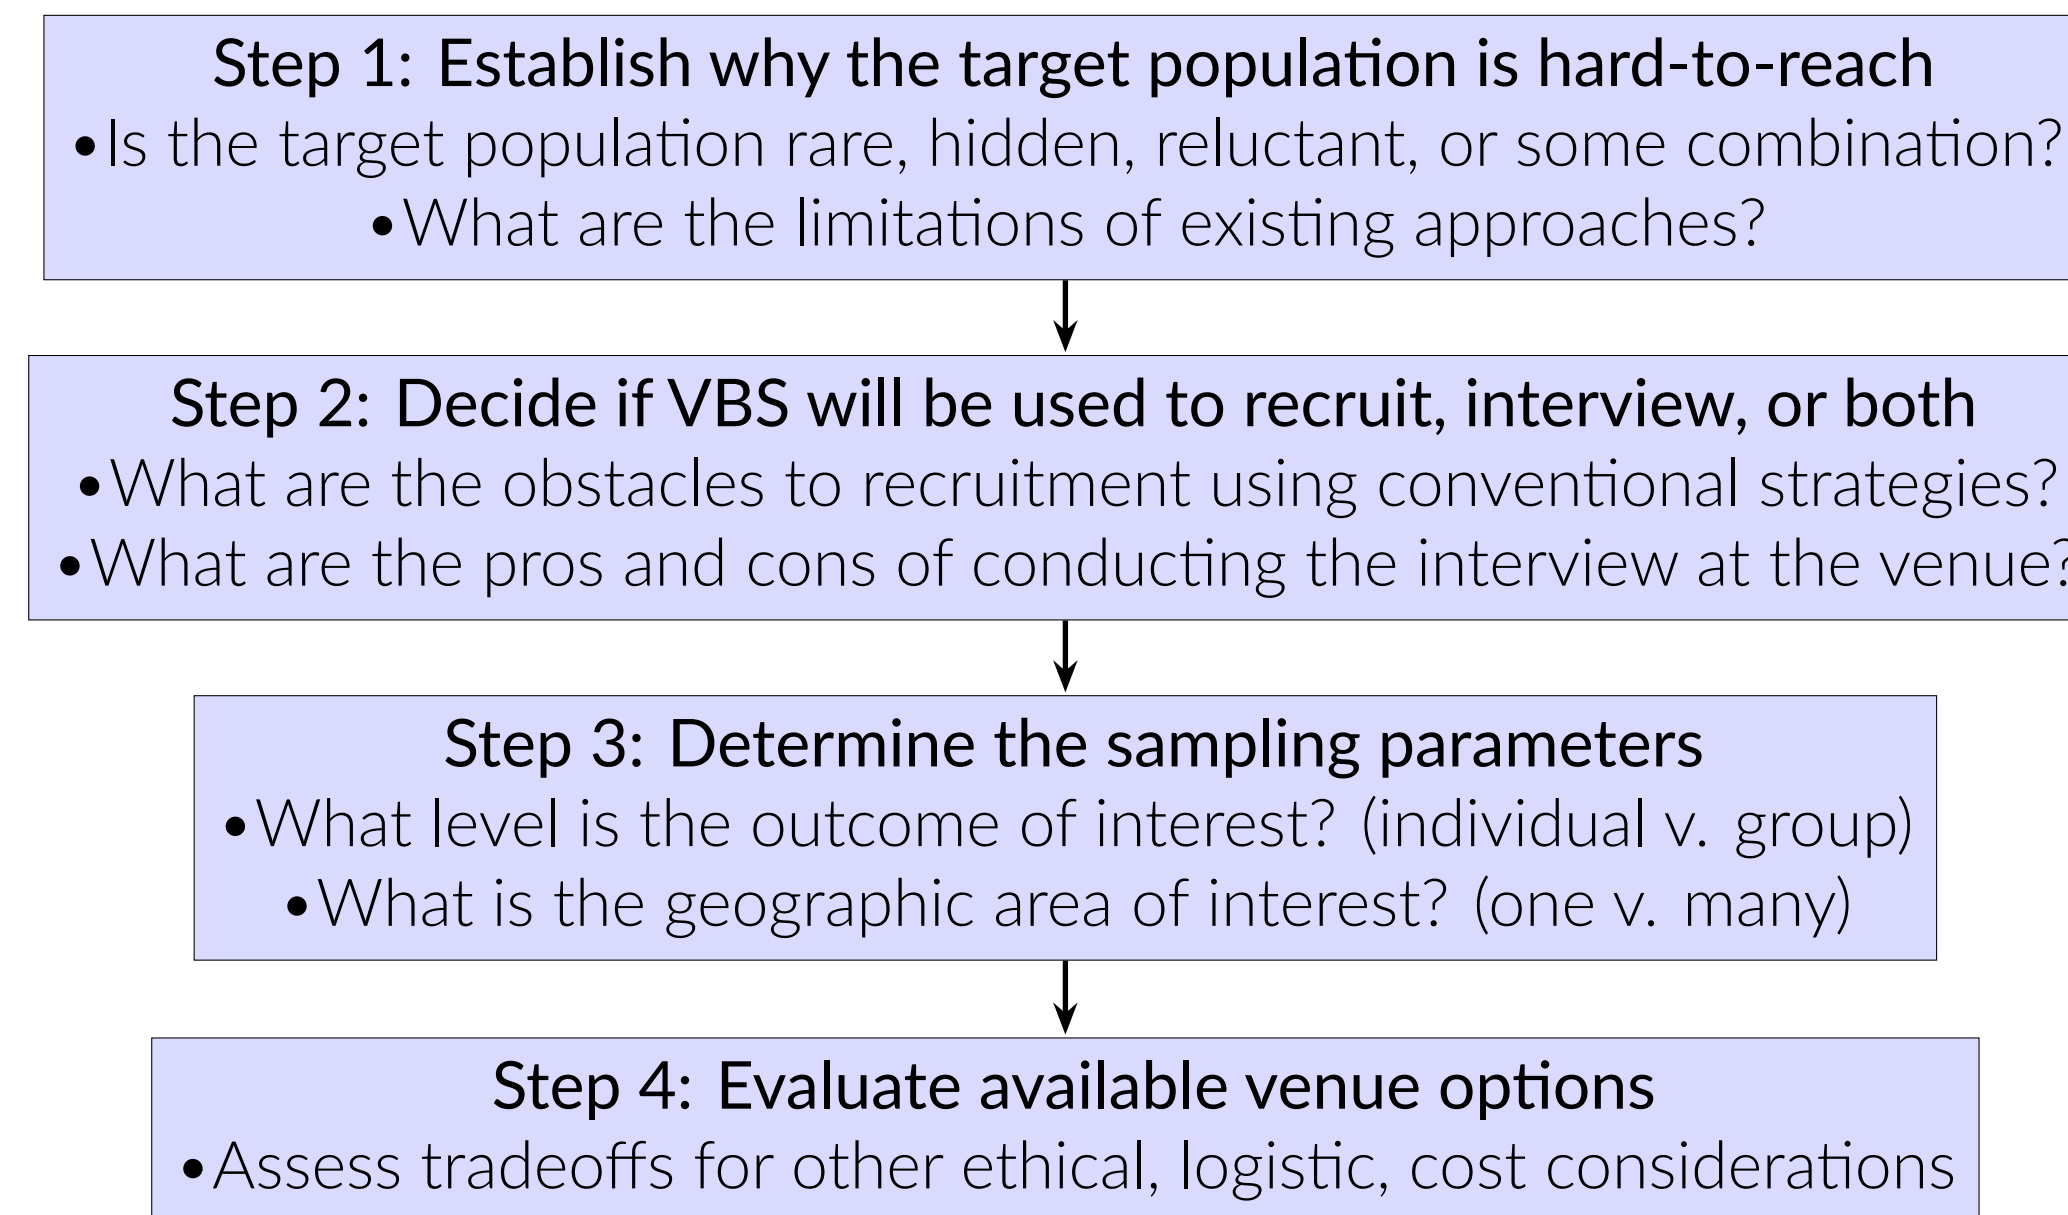 Step 1: Establish why the target population is hard-to-reach
•Is the target population rare, hidden, reluctant, or some combination?
•What are the limitations of existing approaches?
Step 2: Decide if VBS will be used to recruit, interview, or both
•What are the obstacles to recruitment using conventional strategies?
•What are the pros and cons of conducting the interview at the venue?
Step 3: Determine the sampling parameters
•What level is the outcome of interest? (individual v. group)
•What is the geographic area of interest? (one v. many)
Step 4: Evaluate available venue options
•Assess tradeoffs for other ethical, logistic, cost considerations